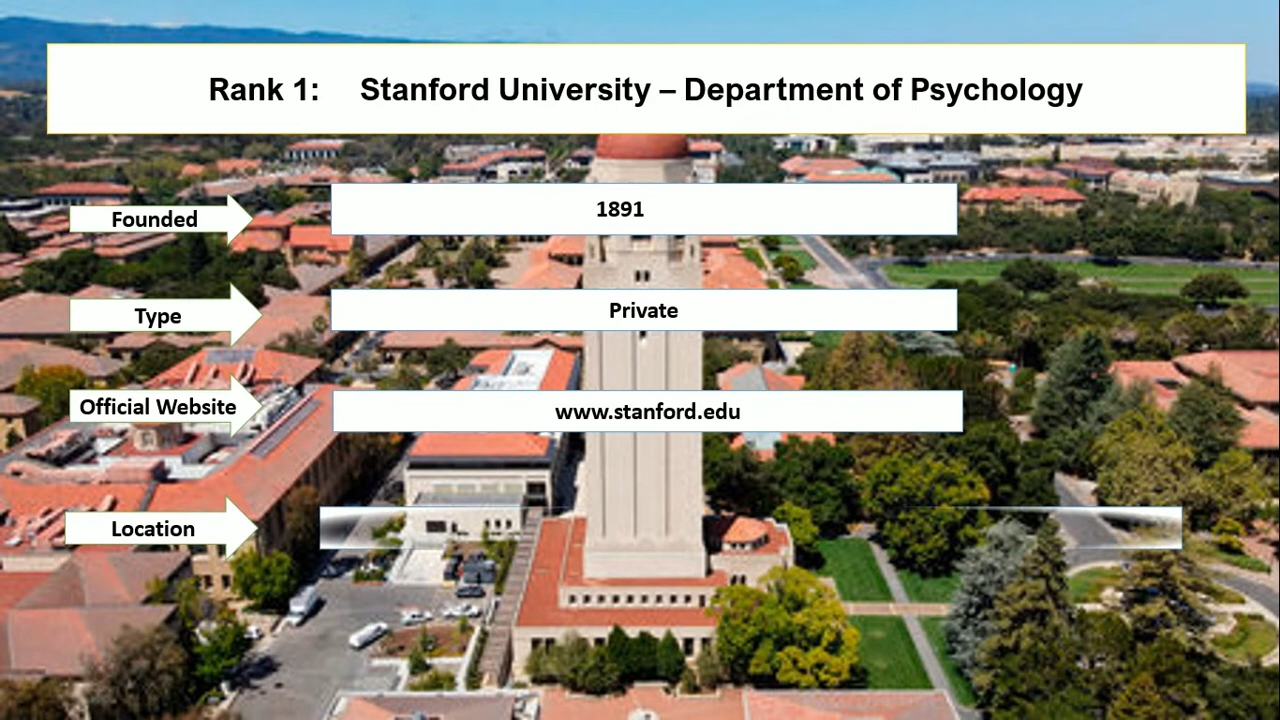 Rank 1: Stanford University – Department of Psychology
Founded
1891
Type
Private
Official Website
www.stanford.edu
Location